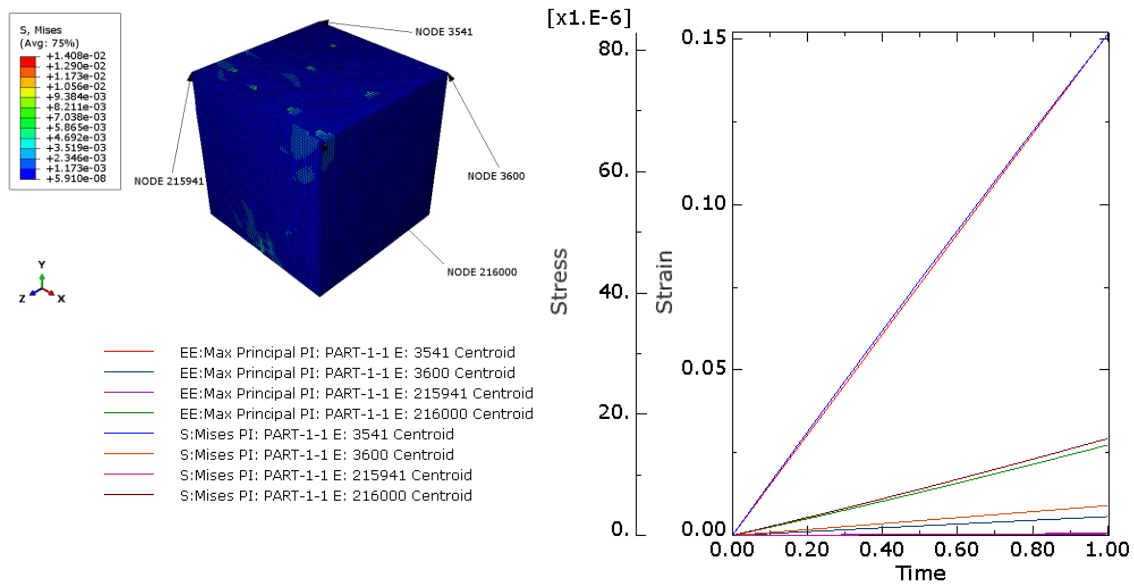 S, Mises
(Avg: 75%)
+1.408e-02
+1.290e-02
+1.173e-02
+1.056e-02
+9.384e-03
+8.211e-03
+7.038e-03
+5.865e-03
+4.692e-03
+3.519e-03
+2.346e-03
+1.173e-03
+5.910e-08
NODE 3541
NODE 215941
NODE 3600
NODE 216000
Y
Z
X
EE:Max Principal PI: PART-1-1 E: 3541 Centroid
EE:Max Principal PI: PART-1-1 E: 3600 Centroid
EE:Max Principal PI: PART-1-1 E: 215941 Centroid
EE:Max Principal PI: PART-1-1 E: 216000 Centroid
S:Mises PI: PART-1-1 E: 3541 Centroid
S:Mises PI: PART-1-1 E: 3600 Centroid
S:Mises PI: PART-1-1 E: 215941 Centroid
S:Mises PI: PART-1-1 E: 216000 Centroid
[x1.E-6]
80.
60.
40.
20.
0.
Stress
0.15
0.10
0.05
0.00
Strain
0.00 0.20 0.40 0.60 0.80 1.00
Time